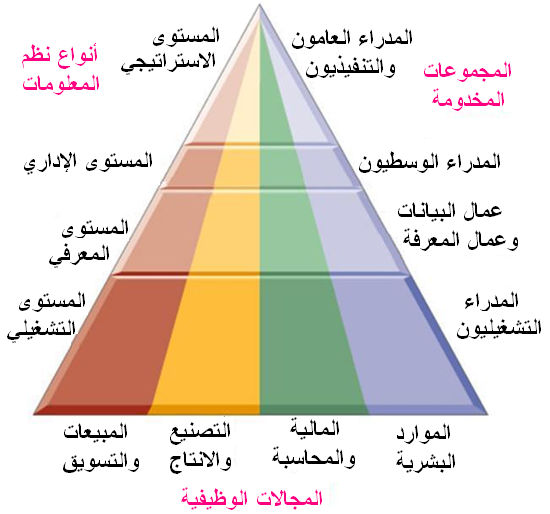 أنواع نظم
المعلومات
المستوى
الاستراتيجي
المدراء العامون
والتنفيذيون
المجموعات
المخدومة
المستوى الإداري
المدراء الوسطيون
المستوى
المعرفي
عمال البيانات
وعمال المعرفة
المستوى
التشغيلي
المدراء
التشغيليون
المبيعات
والتسويق
التصنيع
والانتاج
المالية
والمحاسبة
الموارد
البشرية
المجالات الوظيفية